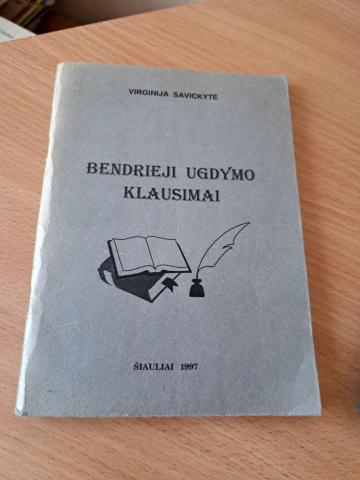 VIRGINIJA SAVICKYTĖ
BENDRIEJI UGDYMO
KLAUSIMAI
ŠIAULIAI 1997